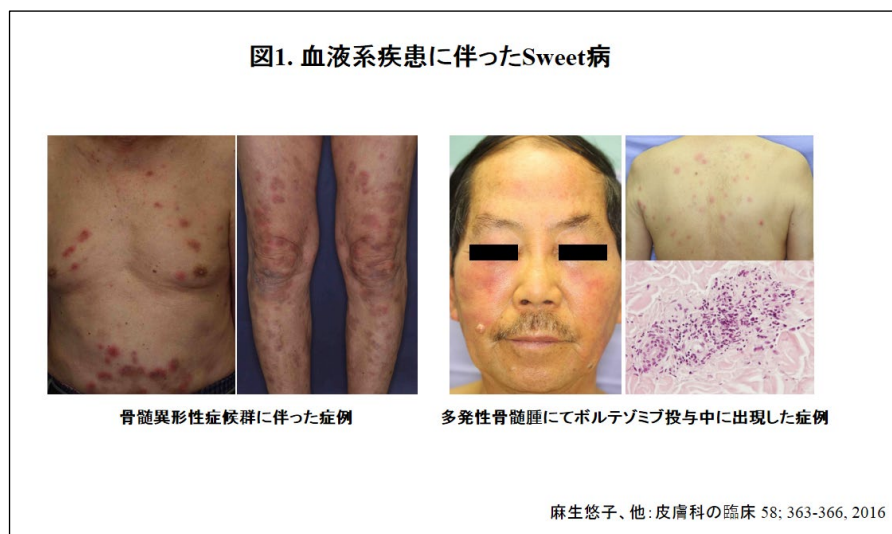 図1. 血液系疾患に伴ったSweet病
骨髄異形性症候群に伴った症例
多発性骨髄腫にてボルテゾミブ投与中に出現した症例
麻生悠子、他：皮膚科の臨床 58; 363-366, 2016